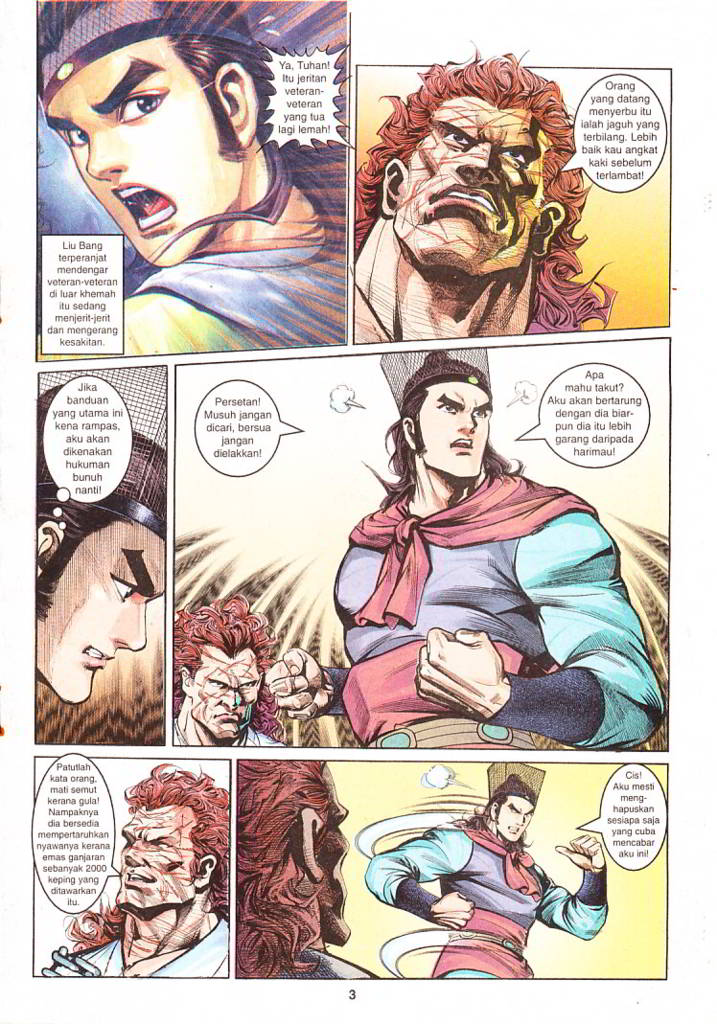 Ya, Tuhan!
Itu jeritan
veteran-
veteran
yang tua
lagi lemah!
Liu Bang
terperanjat
mendengar
veteran-veteran
di luar khemah
itu sedang
menjerit-jerit
dan mengerang
kesakitan.
Orang
yang datang
menyerbu itu
ialah jaguh yang
terbilang. Lebih
baik kau angkat
kaki sebelum
terlambat!
Jika
banduan
yang utama ini
kena rampas,
aku akan
dikenakan
hukuman
bunuh
nanti!
Persetan!
Musuh jangan
dicari, bersua
jangan
dielakkan!
Apa
mahu takut?
Aku akan bertarung
dengan dia biar-
pun dia itu lebih
garang daripada
harimau!
Patutlah
kata orang,
mati semut
kerana gula!
Nampaknya
dia bersedia
mempertaruhkan
nyawanya kerana
emas ganjaran
sebanyak 2000
keping yang
ditawarkan
itu.
Cis!
Aku mesti
meng-
hapuskan
sesiapa saja
yang cuba
mencabar
aku ini!
3